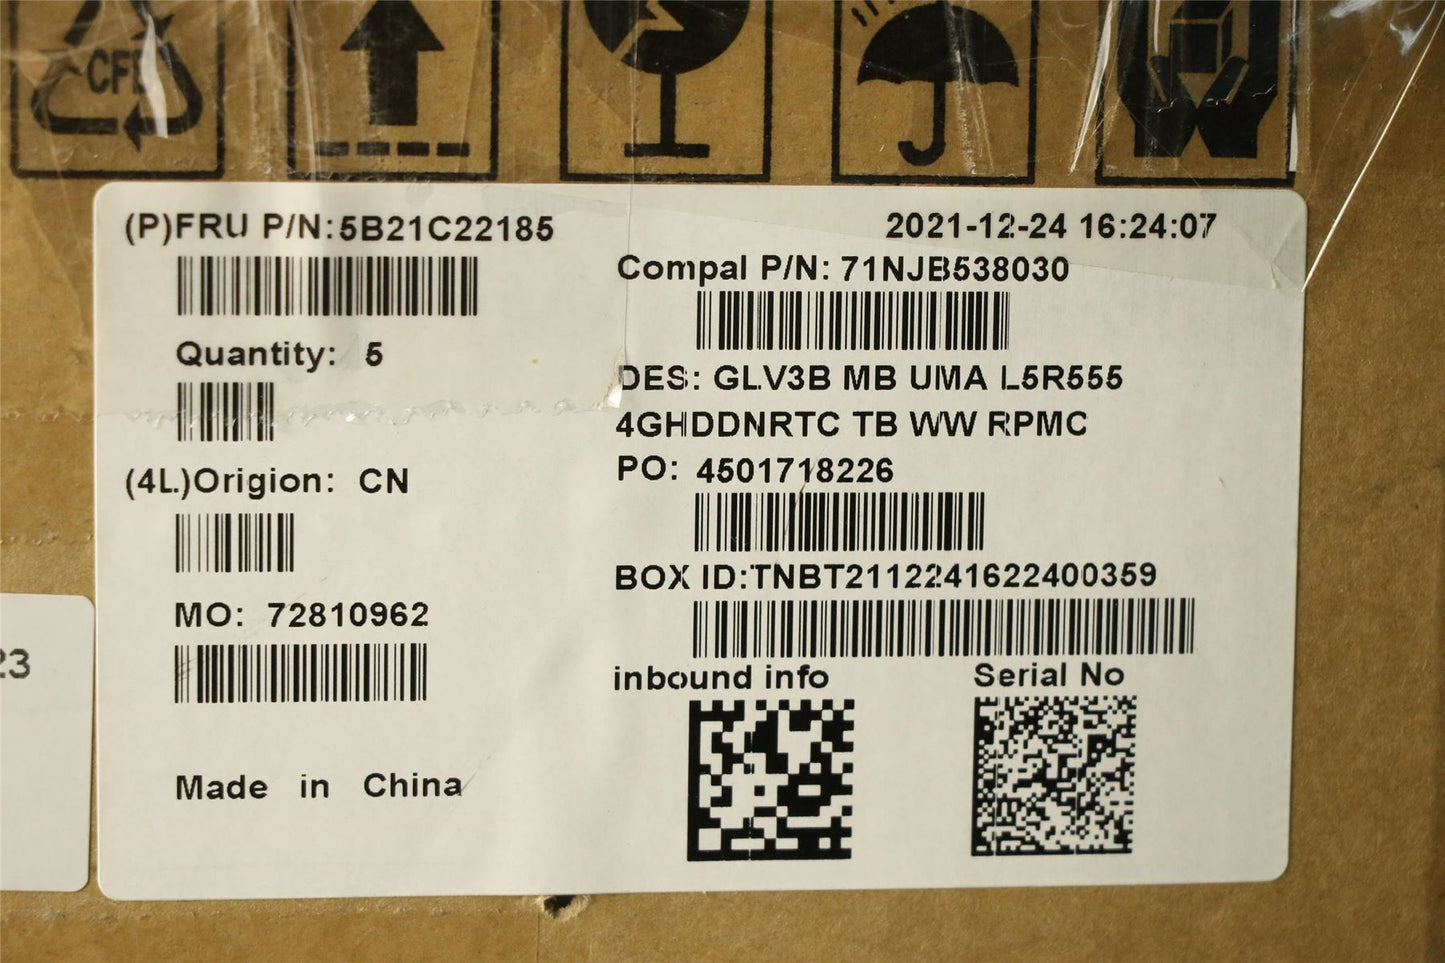 (P)FRU P/N:5B21C22185
2021-12-24 16:24:07
Compal P/N: 71NJB538030
Quantity: 5
DES: GLV3B MB UMA L5R555
4GHDDNRTC TB WW RPMC
(4L)Origion: CN
PO: 4501718226
BOX ID:TNBT2112241622400359
MO: 72810962
inbound info
Serial No
Made in China